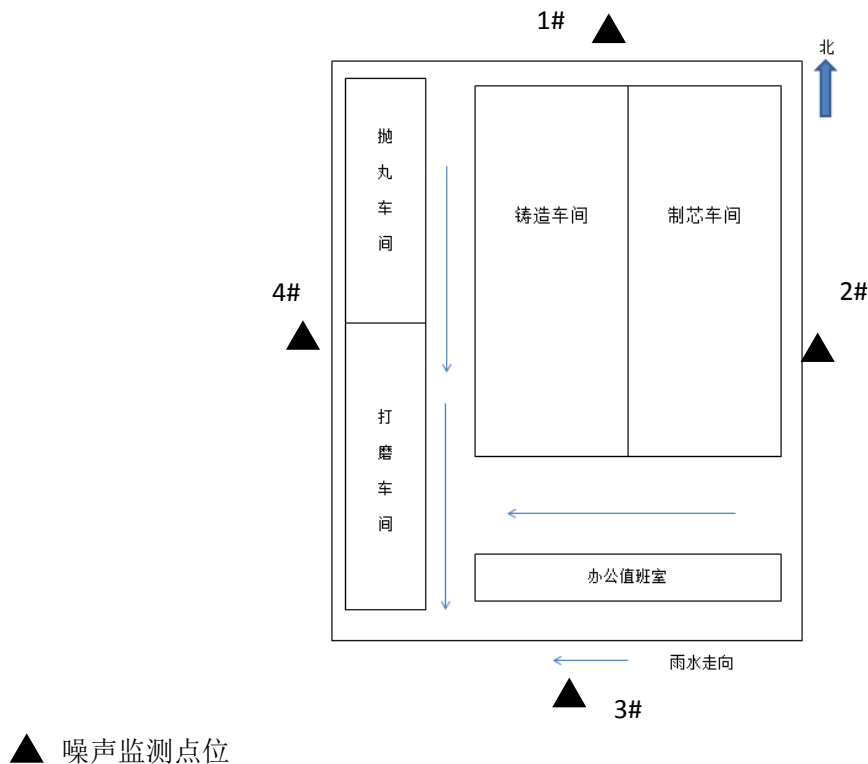 1#
北
抛丸车间
铸造车间
制芯车间
4#
2#
打磨车间
办公值班室
雨水走向
3#
噪声监测点位